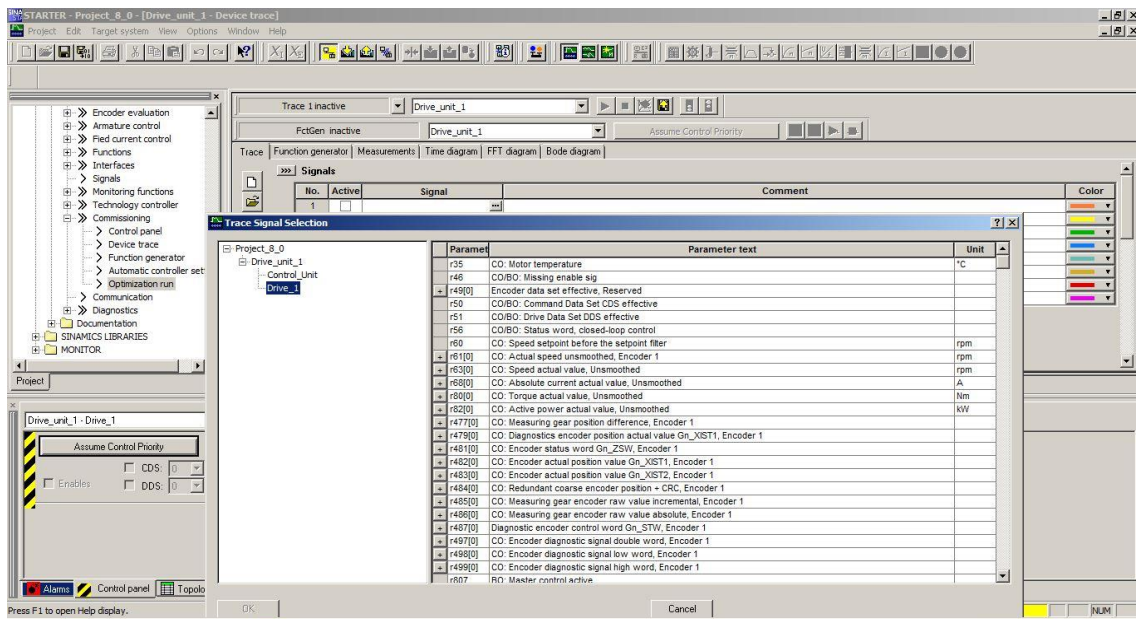 STARTER - Project_8_0 - [Drive_unit_1 - Device trace]
Project Edit Target system View Options Window Help
Encoder evaluation
Armature control
Fied current control
Functions
Interfaces
Signals
Monitoring functions
Technology controller
Commissioning
Control panel
Device trace
Function generator
Automatic controller set
Optimization run
Communication
Diagnostics
Documentation
SINAMICS LIBRARIES
MONITOR
Project
Trace 1 inactive Drive_unit_1
FctGen inactive Drive_unit_1 Assume Control Priority
Trace Function generator Measurements Time diagram FFT diagram Bode diagram
Signals
No. Active Signal Comment Color
1 ...
Trace Signal Selection
Project_8_0
Drive_unit_1
Control_Unit
Drive_1
Paramet Parameter text Unit
r35 CO: Motor temperature °C
r46 CO/BO: Missing enable sig
r49[0] Encoder data set effective, Reserved
r50 CO/BO: Command Data Set CDS effective
r51 CO/BO: Drive Data Set DDS effective
r56 CO/BO: Status word, closed-loop control
r60 CO: Speed setpoint before the setpoint filter rpm
r61[0] CO: Actual speed unsmoothed, Encoder 1 rpm
r63[0] CO: Speed actual value, Unsmoothed rpm
r68[0] CO: Absolute current actual value, Unsmoothed A
r80[0] CO: Torque actual value, Unsmoothed Nm
r82[0] CO: Active power actual value, Unsmoothed kW
r477[0] CO: Measuring gear position difference, Encoder 1
r479[0] CO: Diagnostics encoder position actual value Gn_XIST1, Encoder 1
r481[0] CO: Encoder status word Gn_ZSW, Encoder 1
r482[0] CO: Encoder actual position value Gn_XIST1, Encoder 1
r483[0] CO: Encoder actual position value Gn_XIST2, Encoder 1
r484[0] CO: Redundant coarse encoder position + CRC, Encoder 1
r485[0] CO: Measuring gear encoder raw value incremental, Encoder 1
r486[0] CO: Measuring gear encoder raw value absolute, Encoder 1
r487[0] Diagnostic encoder control word Gn_STW, Encoder 1
r497[0] CO: Encoder diagnostic signal double word, Encoder 1
r498[0] CO: Encoder diagnostic signal low word, Encoder 1
r499[0] CO: Encoder diagnostic signal high word, Encoder 1
r807 BO: Master control active
OK Cancel
Drive_unit_1 - Drive_1
Assume Control Priority
CDS: 0
Enables DDS: 0
Alarms Control panel Topolo
Press F1 to open Help display. NUM